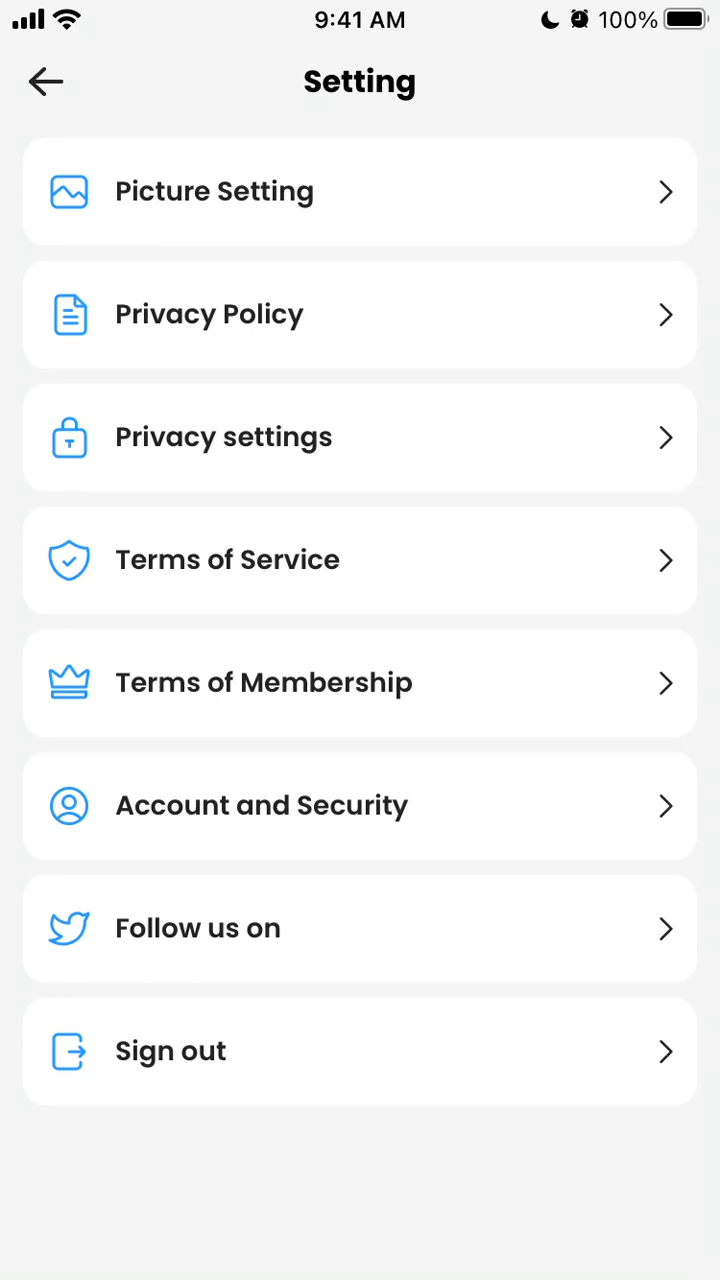 9:41 AM 100%
Setting
Picture Setting
Privacy Policy
Privacy settings
Terms of Service
Terms of Membership
Account and Security
Follow us on
Sign out